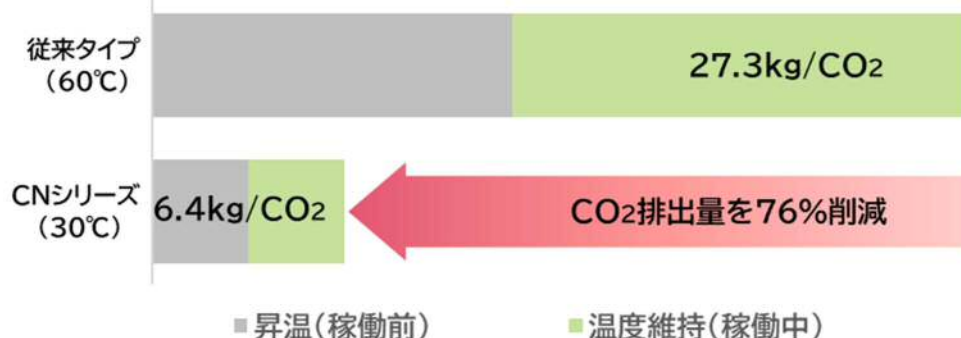 従来タイプ
(60℃)
27.3kg/CO2
CNシリーズ
(30℃)
6.4kg/CO2
CO2排出量を76%削減
昇温(稼働前)
温度維持(稼働中)